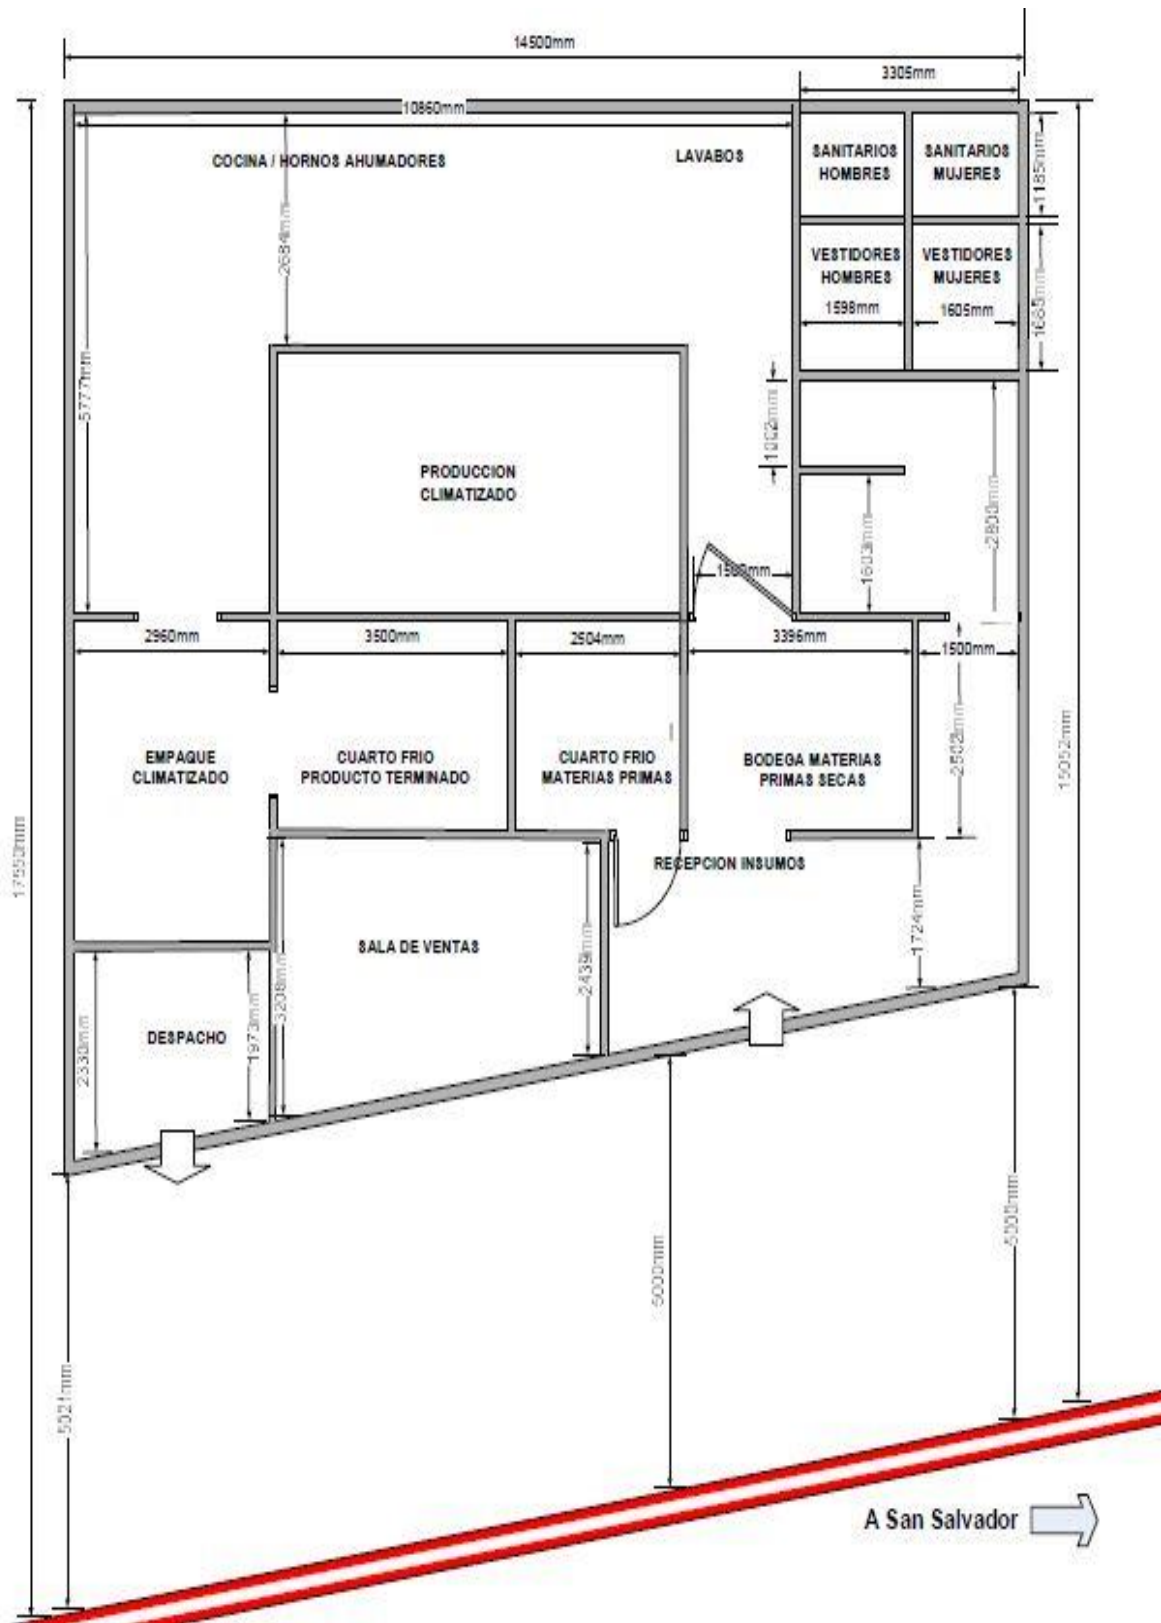 14500mm
3305mm
10860mm
COCINA / HORNOS AHUMADORES
LAVABOS
SANITARIOS
HOMBRES
SANITARIOS
MUJERES
1185mm
2684mm
VESTIDORES
HOMBRES
VESTIDORES
MUJERES
1598mm
1605mm
1685mm
5777mm
1002mm
PRODUCCION
CLIMATIZADO
1603mm
2800mm
2960mm
3500mm
2504mm
3396mm
1500mm
EMPAQUE
CLIMATIZADO
CUARTO FRIO
PRODUCTO TERMINADO
CUARTO FRIO
MATERIAS PRIMAS
BODEGA MATERIAS
PRIMAS SECAS
2502mm
15052mm
17550mm
RECEPCION INSUMOS
SALA DE VENTAS
2439mm
1724mm
3208mm
DESPACHO
1973mm
2330mm
5000mm
5021mm
A San Salvador